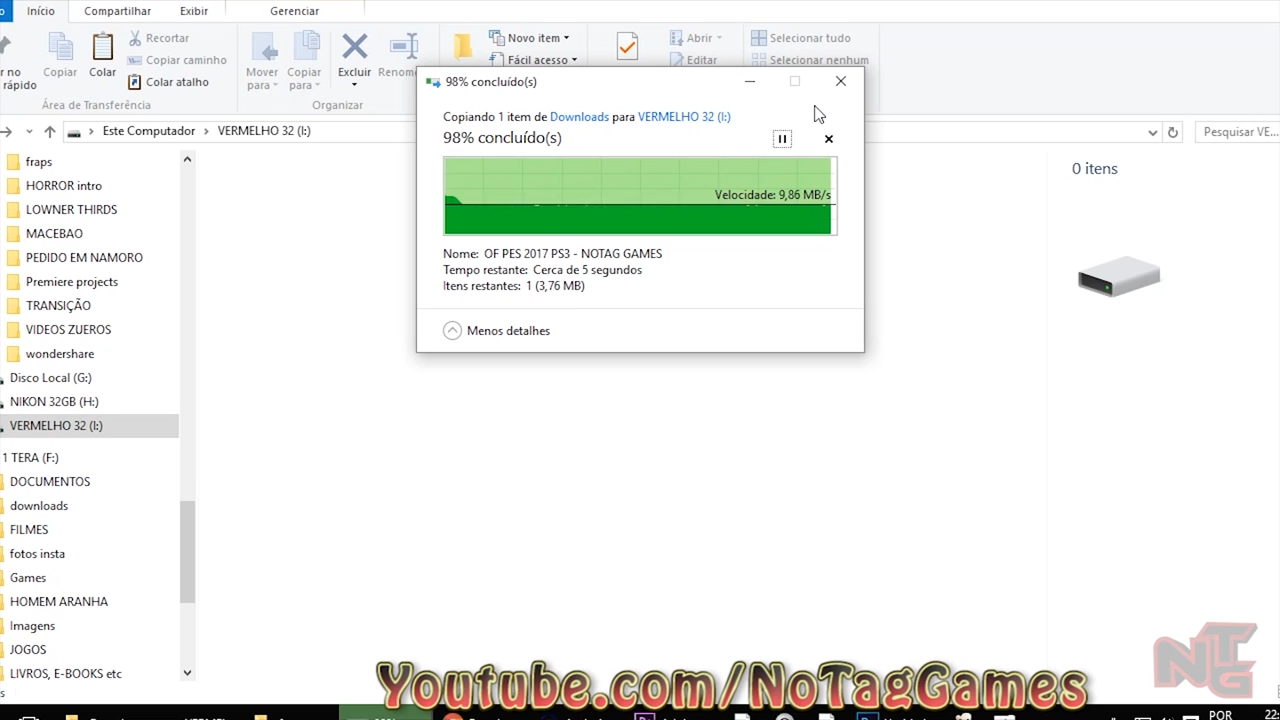 Início Compartilhar Exibir Gerenciar
Recortar
Copiar caminho
Colar atalho
Copiar Colar
rápido
Área de Transferência
Mover para
Copiar para
Excluir
Organizar
Novo item
Fácil acesso
Abrir
Editar
Selecionar tudo
Selecionar nenhum
Este Computador > VERMELHO 32 (I:)
Pesquisar VE...
98% concluído(s)
Copiando 1 item de Downloads para VERMELHO 32 (I:)
98% concluído(s)
Velocidade: 9,86 MB/s
Nome: OF PES 2017 PS3 - NOTAG GAMES
Tempo restante: Cerca de 5 segundos
Itens restantes: 1 (3,76 MB)
Menos detalhes
0 itens
fraps
HORROR intro
LOWNER THIRDS
MACEBAO
PEDIDO EM NAMORO
Premiere projects
TRANSIÇÃO
VIDEOS ZUEROS
wondershare
Disco Local (G:)
NIKON 32GB (H:)
VERMELHO 32 (I:)
1 TERA (F:)
DOCUMENTOS
downloads
FILMES
fotos insta
Games
HOMEM ARANHA
Imagens
JOGOS
LIVROS, E-BOOKS etc
NTG
Youtube.com/NoTagGames
POR